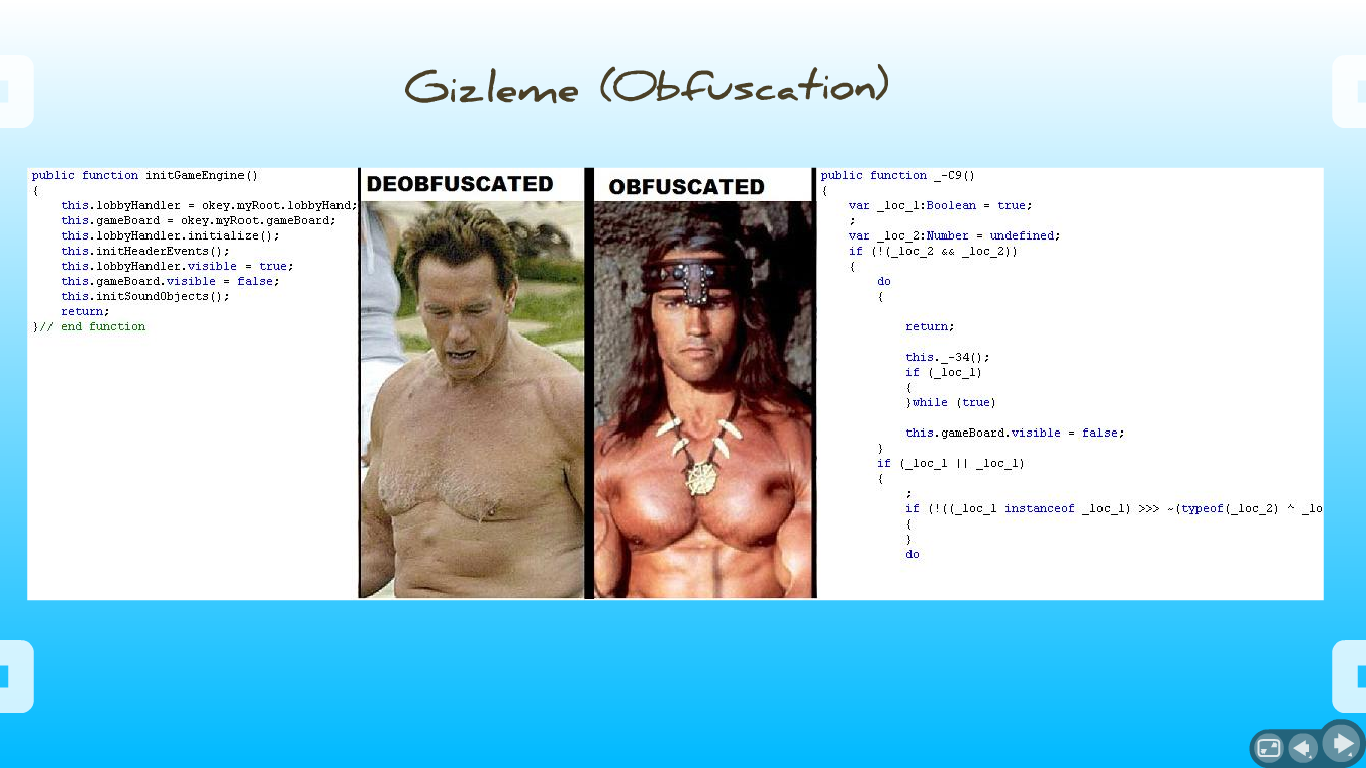 Gizleme (Obfuscation)
public function initGameEngine()
{
this.lobbyHandler = okey.myRoot.lobbyHand;
this.gameBoard = okey.myRoot.gameBoard;
this.lobbyHandler.initialize();
this.initHeaderEvents();
this.lobbyHandler.visible = true;
this.gameBoard.visible = false;
this.initSoundObjects();
return;
}// end function
DEOBFUSCATED
OBFUSCATED
public function _-C9()
{
var _loc_1:Boolean = true;
;
var _loc_2:Number = undefined;
if (!(_loc_2 && _loc_2))
{
do
{
return;
this._-34();
if (_loc_1)
{
}while (true)
this.gameBoard.visible = false;
}
if (_loc_1 || _loc_1)
{
;
if (!((_loc_1 instanceof _loc_1) >>> ~(typeof(_loc_2) ^ _lo
{
}
do